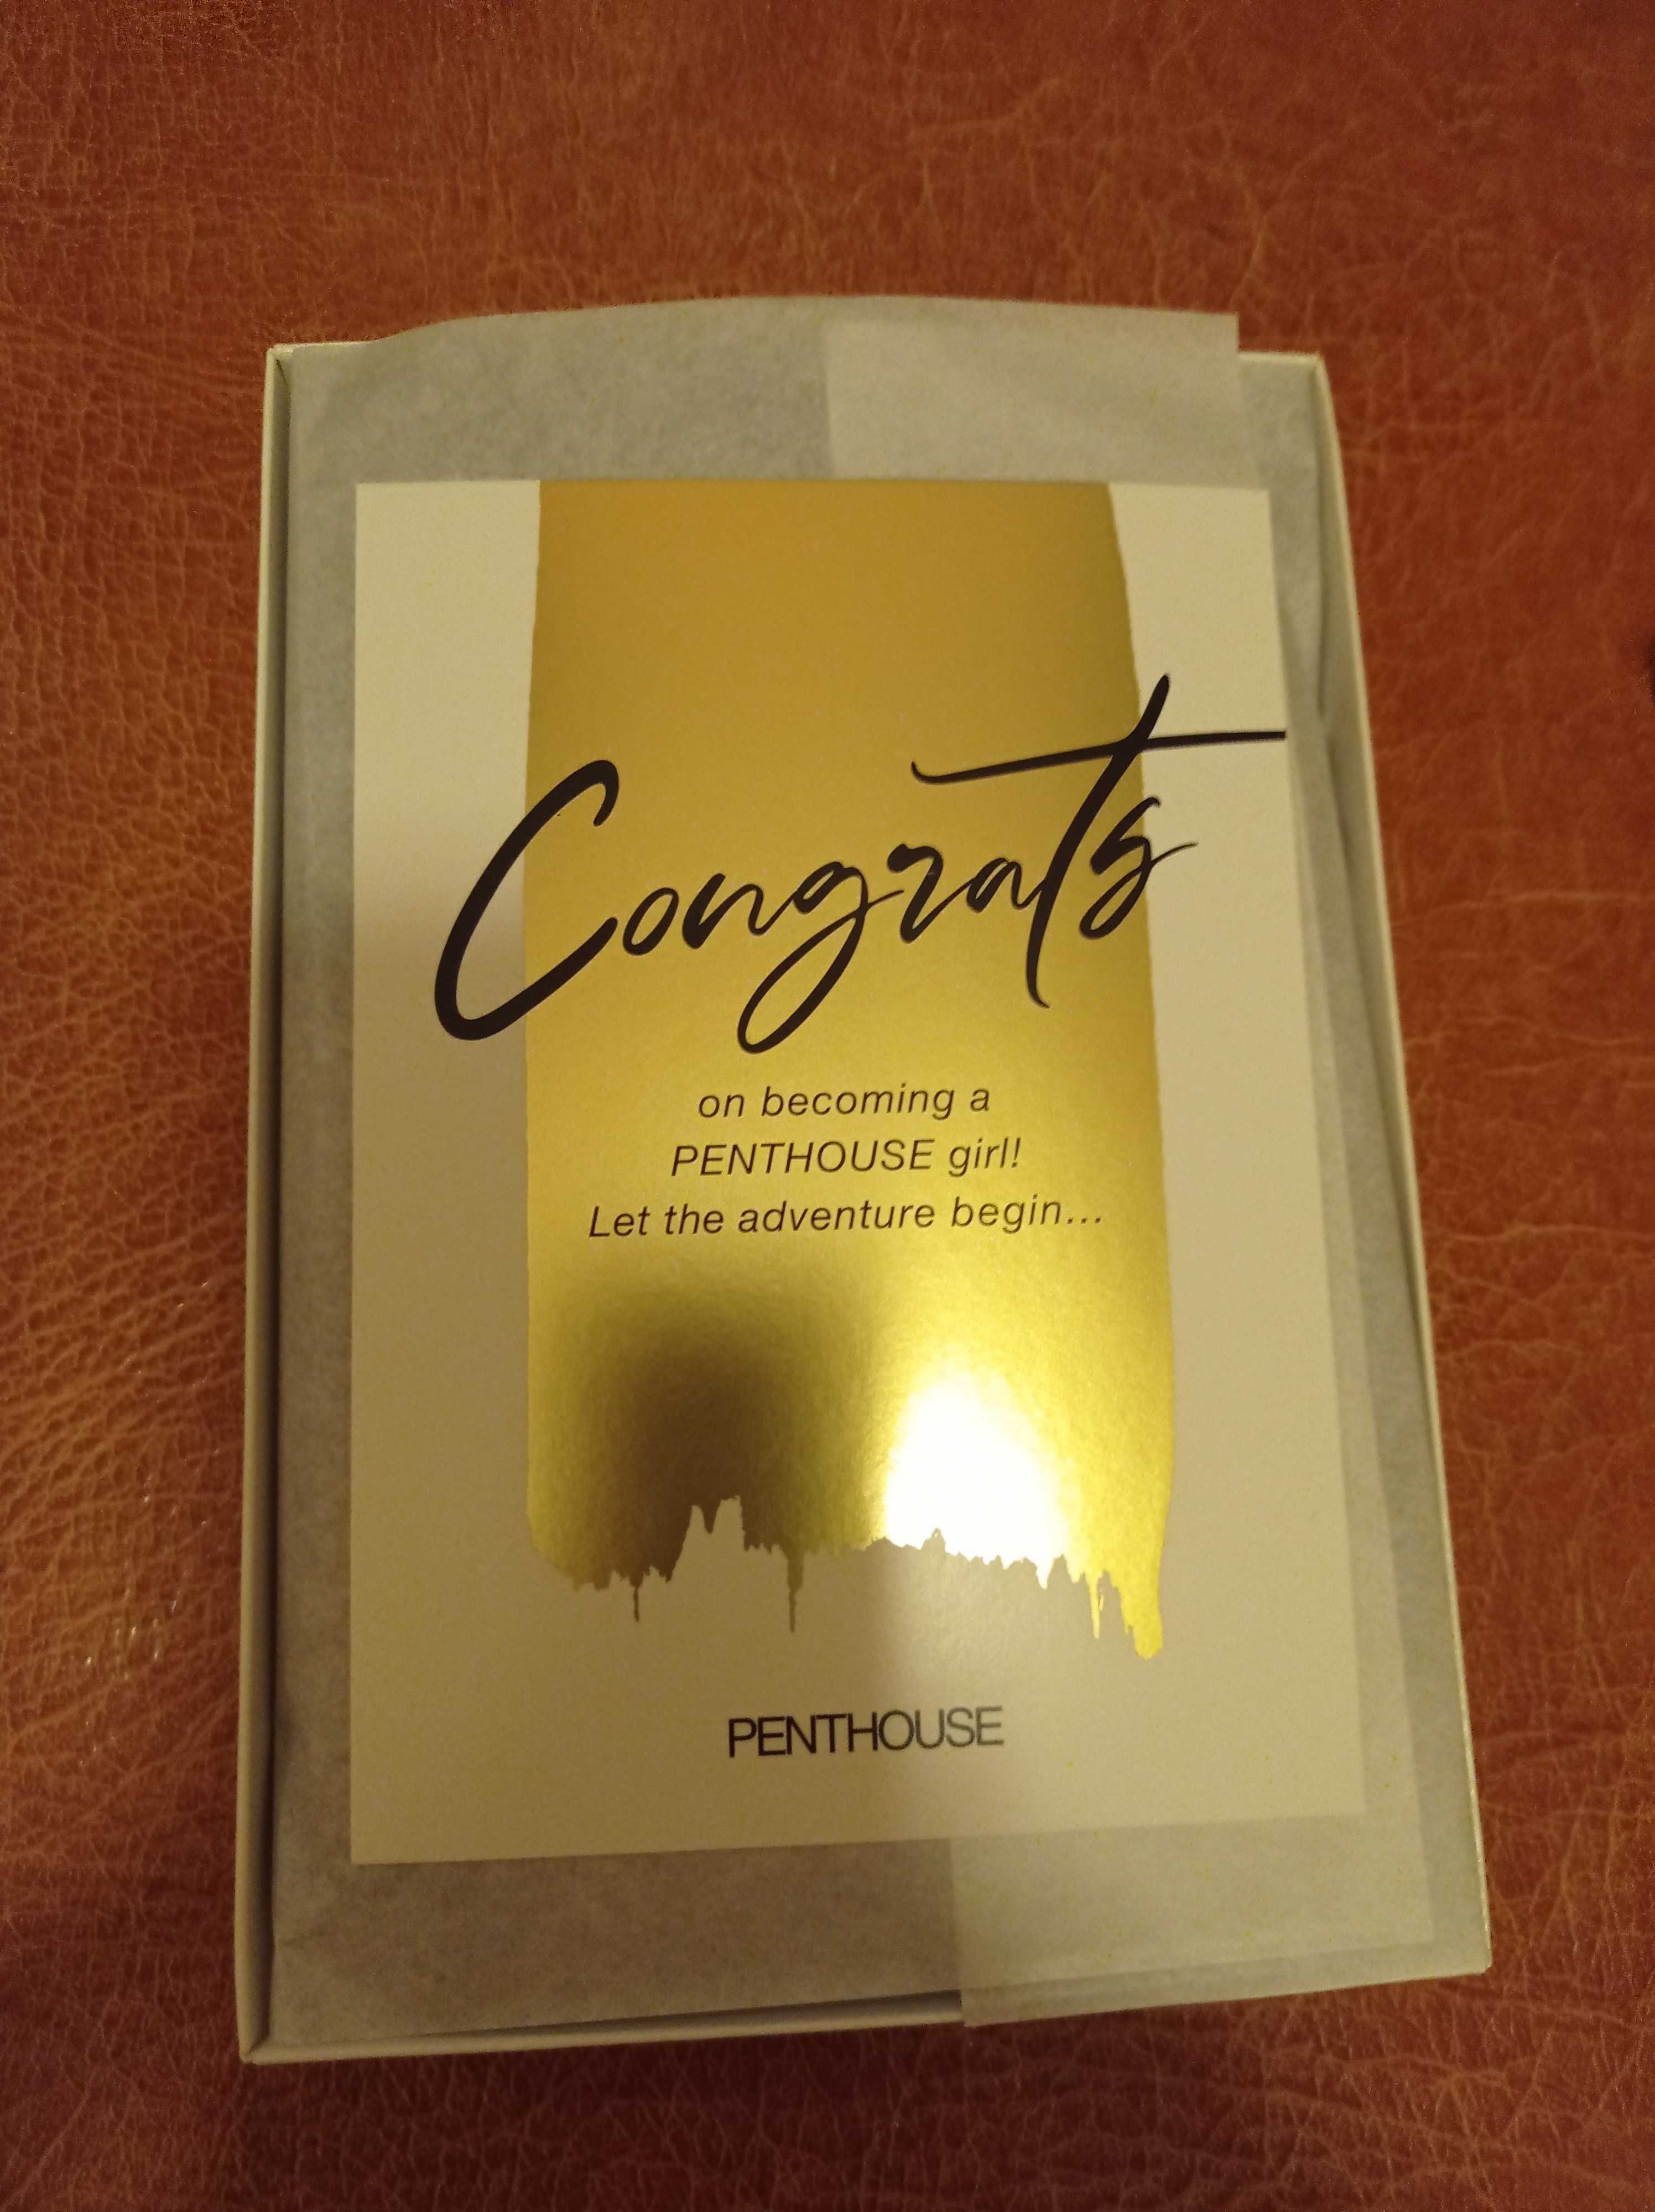 Congrats
on becoming a
PENTHOUSE girl!
Let the adventure begin...
PENTHOUSE